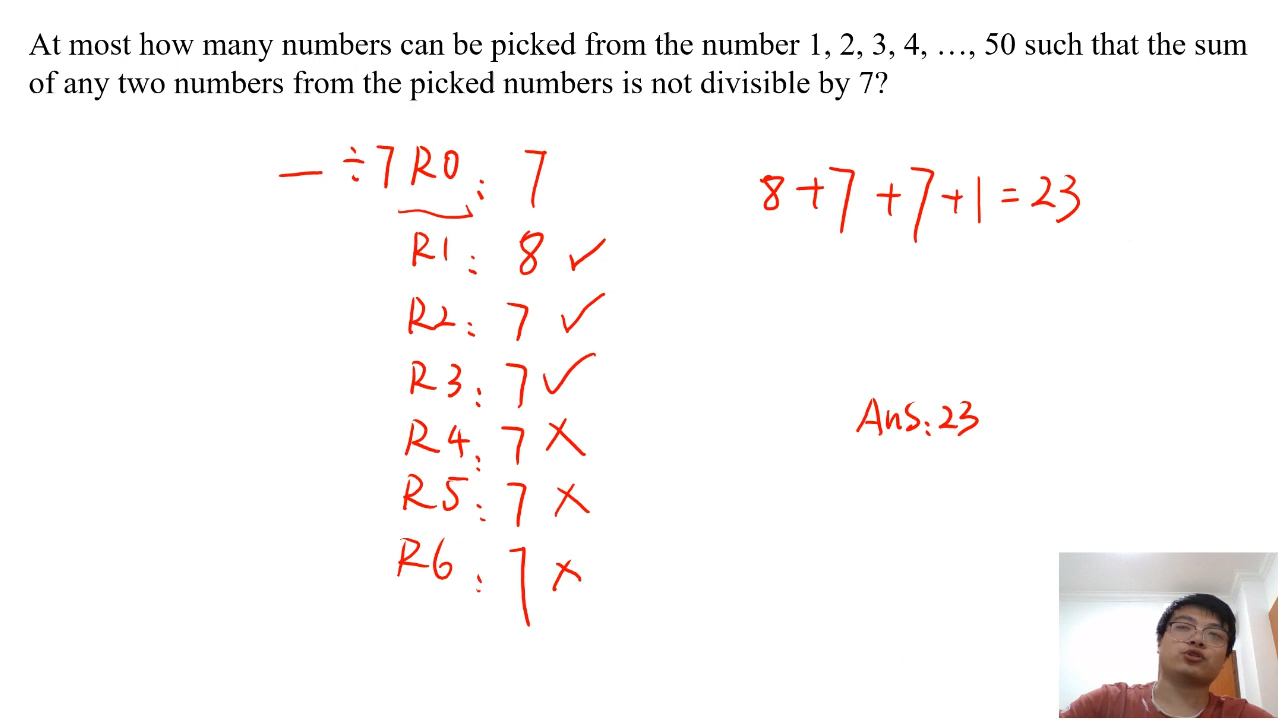 At most how many numbers can be picked from the number 1, 2, 3, 4, …, 50 such that the sum
of any two numbers from the picked numbers is not divisible by 7?
— ÷7 R0: 7
8+7+7+1=23
R1: 8 ✓
R2: 7 ✓
R3: 7 ✓
R4: 7 ×
Ans: 23
R5: 7 ×
R6: 7 ×